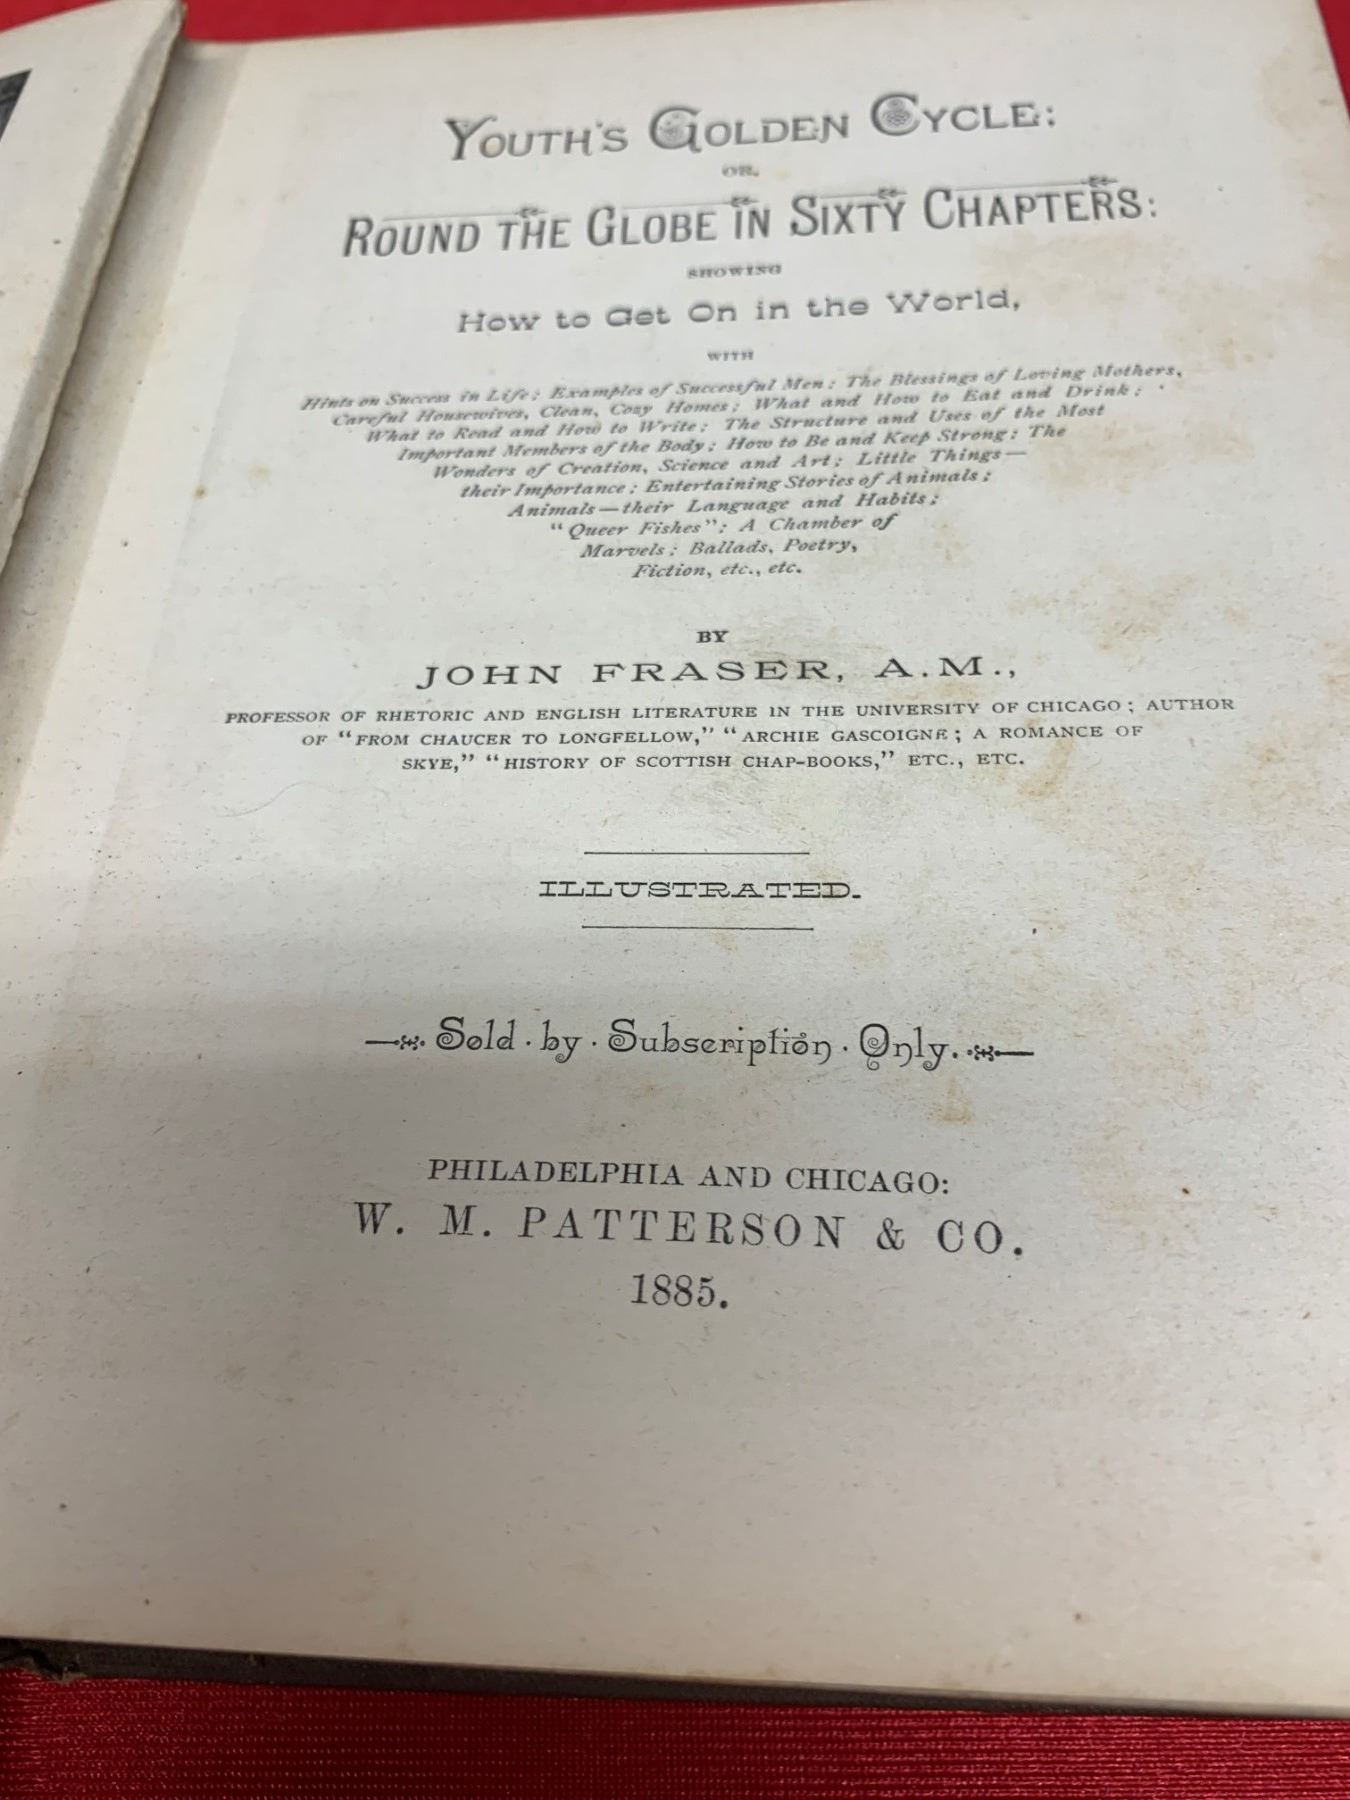 Youth's Golden Cycle:
OR,
Round the Globe in Sixty Chapters:
SHOWING
How to Get On in the World,
WITH
Hints on Success in Life; Examples of Successful Men; The Blessings of Loving Mothers,
Careful Housewives, Clean, Cosy Homes; What and How to Eat and Drink;
What to Read and How to Write; The Structure and Uses of the Most
Important Members of the Body; How to Be and Keep Strong; The
Wonders of Creation, Science and Art; Little Things—
their Importance; Entertaining Stories of Animals;
Animals—their Language and Habits;
"Queer Fishes"; A Chamber of
Marvels; Ballads, Poetry,
Fiction, etc., etc.
BY
JOHN FRASER, A.M.,
PROFESSOR OF RHETORIC AND ENGLISH LITERATURE IN THE UNIVERSITY OF CHICAGO; AUTHOR
OF "FROM CHAUCER TO LONGFELLOW," "ARCHIE GASCOIGNE; A ROMANCE OF
SKYE," "HISTORY OF SCOTTISH CHAP-BOOKS," ETC., ETC.
ILLUSTRATED.
Sold · by · Subscription · Only.
PHILADELPHIA AND CHICAGO:
W. M. PATTERSON & CO.
1885.